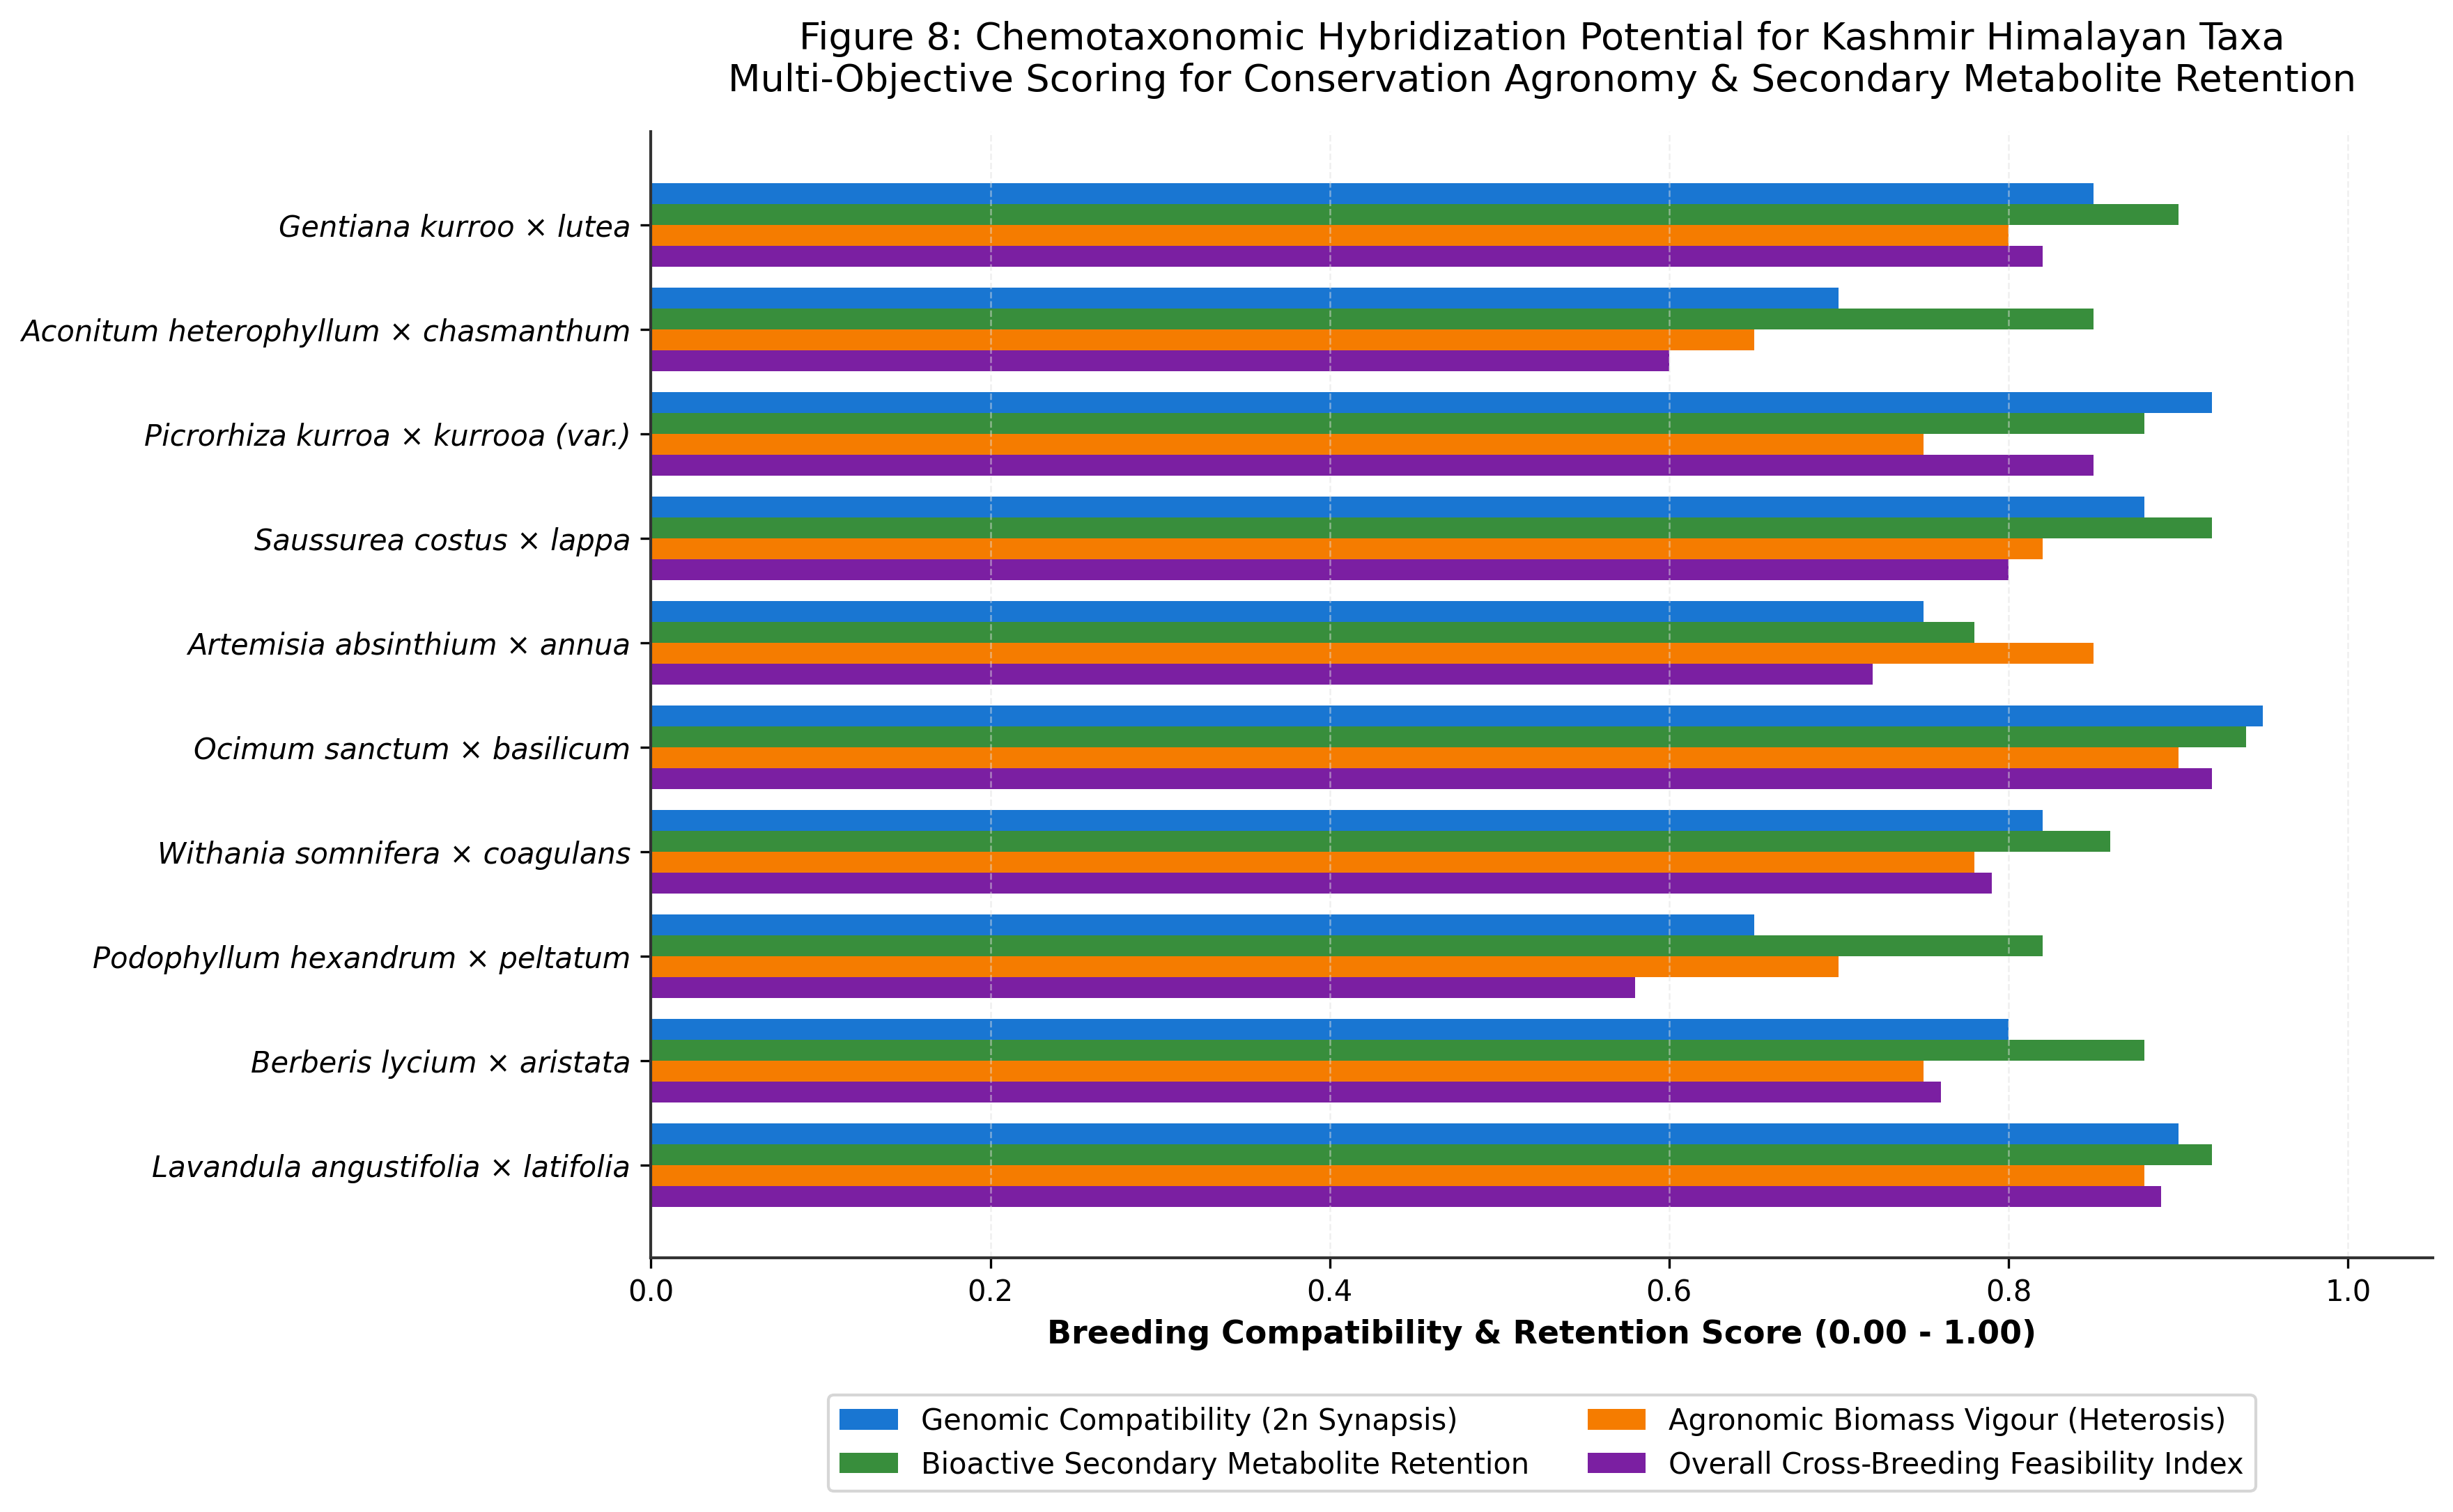 Figure 8: Chemotaxonomic Hybridization Potential for Kashmir Himalayan Taxa
Multi-Objective Scoring for Conservation Agronomy & Secondary Metabolite Retention
Gentiana kurroo × lutea
Aconitum heterophyllum × chasmanthum
Picrorhiza kurroa × kurrooa (var.)
Saussurea costus × lappa
Artemisia absinthium × annua
Ocimum sanctum × basilicum
Withania somnifera × coagulans
Podophyllum hexandrum × peltatum
Berberis lycium × aristata
Lavandula angustifolia × latifolia
0.0 0.2 0.4 0.6 0.8 1.0
Breeding Compatibility & Retention Score (0.00 - 1.00)
Genomic Compatibility (2n Synapsis)
Bioactive Secondary Metabolite Retention
Agronomic Biomass Vigour (Heterosis)
Overall Cross-Breeding Feasibility Index